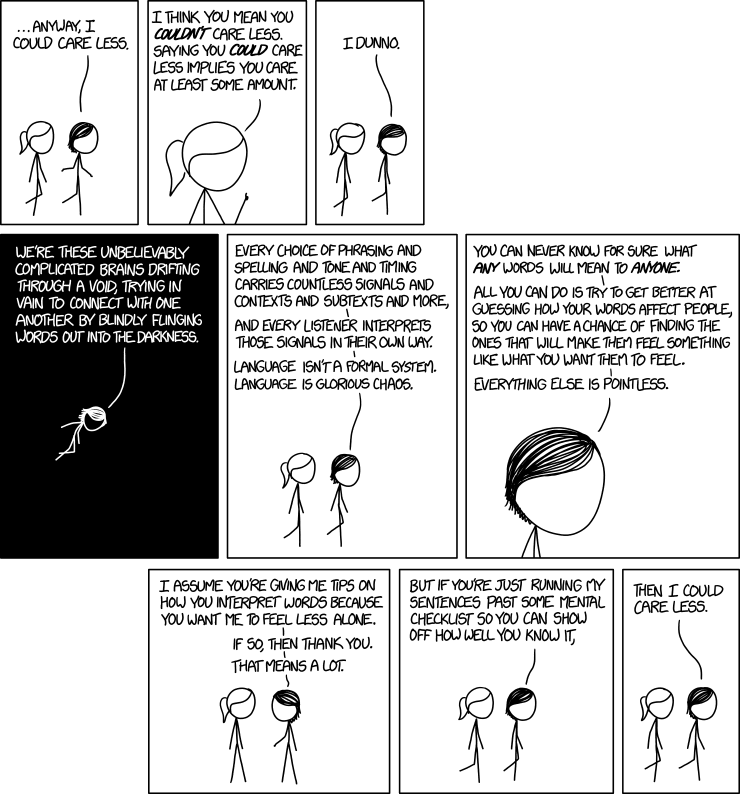 ...ANYWAY, I
COULD CARE LESS.
I THINK YOU MEAN YOU
COULDN'T CARE LESS.
SAYING YOU COULD CARE
LESS IMPLIES YOU CARE
AT LEAST SOME AMOUNT.
I DUNNO.
WE'RE THESE UNBELIEVABLY
COMPLICATED BRAINS DRIFTING
THROUGH A VOID, TRYING IN
VAIN TO CONNECT WITH ONE
ANOTHER BY BLINDLY FLINGING
WORDS OUT INTO THE DARKNESS.
EVERY CHOICE OF PHRASING AND
SPELLING AND TONE AND TIMING
CARRIES COUNTLESS SIGNALS AND
CONTEXTS AND SUBTEXTS AND MORE,
AND EVERY LISTENER INTERPRETS
THOSE SIGNALS IN THEIR OWN WAY.
LANGUAGE ISN'T A FORMAL SYSTEM.
LANGUAGE IS GLORIOUS CHAOS.
YOU CAN NEVER KNOW FOR SURE WHAT
ANY WORDS WILL MEAN TO ANYONE.
ALL YOU CAN DO IS TRY TO GET BETTER AT
GUESSING HOW YOUR WORDS AFFECT PEOPLE,
SO YOU CAN HAVE A CHANCE OF FINDING THE
ONES THAT WILL MAKE THEM FEEL SOMETHING
LIKE WHAT YOU WANT THEM TO FEEL.
EVERYTHING ELSE IS POINTLESS.
I ASSUME YOU'RE GIVING ME TIPS ON
HOW YOU INTERPRET WORDS BECAUSE
YOU WANT ME TO FEEL LESS ALONE.
IF SO, THEN THANK YOU.
THAT MEANS A LOT.
BUT IF YOU'RE JUST RUNNING MY
SENTENCES PAST SOME MENTAL
CHECKLIST SO YOU CAN SHOW
OFF HOW WELL YOU KNOW IT,
THEN I COULD
CARE LESS.